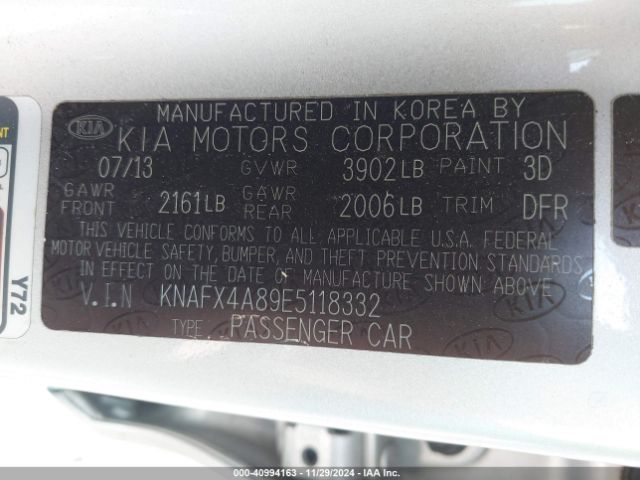 MANUFACTURED IN KOREA BY
KIA KIA MOTORS CORPORATION
07/13 GVWR 3902LB PAINT 3D
GAWR FRONT 2161LB GAWR REAR 2006LB TRIM DFR
THIS VEHICLE CONFORMS TO ALL APPLICABLE U.S.A. FEDERAL
MOTOR VEHICLE SAFETY, BUMPER, AND THEFT PREVENTION STANDARDS
IN EFFECT ON THE DATE OF MANUFACTURE SHOWN ABOVE
V.I.N KNAFX4A89E5118332
TYPE PASSENGER CAR
Y72
000-40994163 - 11/29/2024 - IAA Inc.